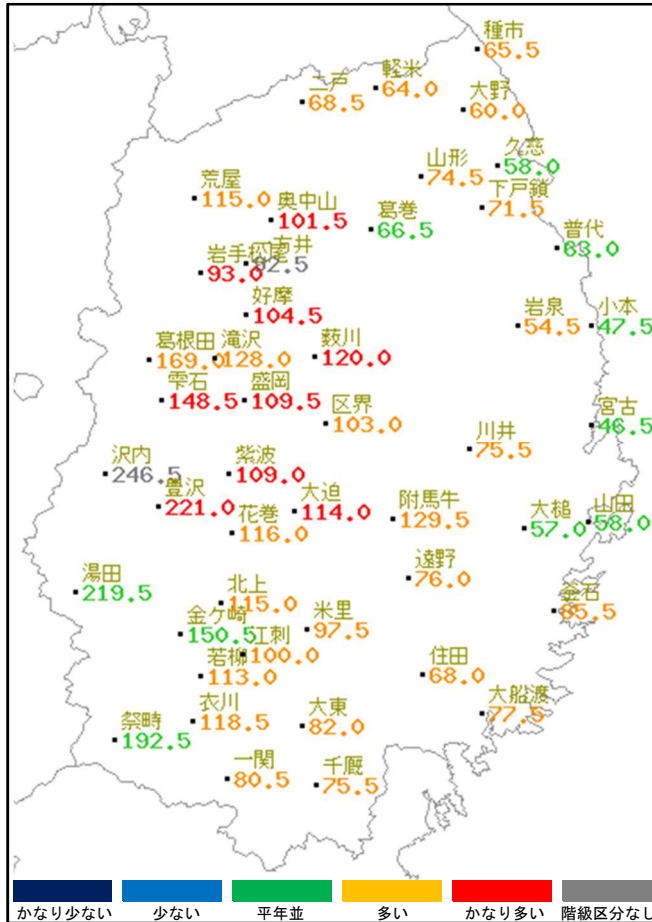 種市
65.5
軽米
64.0
二戸
68.5
大野
60.0
久慈
58.0
山形
74.5
荒屋
115.0
下戸鎖
71.5
奥中山
101.5
葛巻
66.5
普代
63.0
岩手松尾
93.0
好摩
104.5
岩泉
54.5
小本
47.5
葛根田
169.0
滝沢
128.0
薮川
120.0
雫石
148.5
盛岡
109.5
区界
103.0
宮古
46.5
川井
75.5
沢内
246.5
紫波
109.0
豊沢
221.0
大迫
114.0
花巻
116.0
附馬牛
129.5
大槌
57.0
山田
58.0
湯田
219.5
遠野
76.0
北上
115.0
釜石
85.5
金ケ崎
150.5
米里
97.5
江刺
100.0
若柳
113.0
住田
68.0
衣川
118.5
大東
82.0
大船渡
77.5
祭畤
192.5
一関
80.5
千厩
75.5
かなり少ない 少ない 平年並 多い かなり多い 階級区分なし